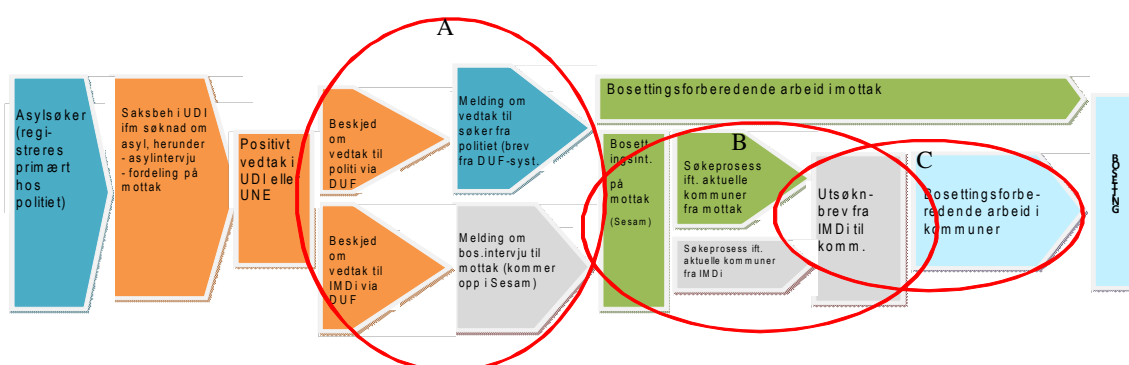 A
Asylsøker
(regi-
streres
primært
hos
politiet)
Saksbeh i UDI
ifm søknad om
asyl, herunder
- asylintervju
- fordeling på
mottak
Positivt
vedtak i
UDI elle
UNE
Beskjed
om
vedtak til
politi via
DUF
Melding om
vedtak til
søker fra
politiet (brev
fra DUF-syst.
Beskjed
om
vedtak til
IMDi via
DUF
Melding om
bos.intervju til
mottak (kommer
opp i Sesam)
Bosettingsforberedende arbeid i mottak
Bosett
ingsint.
på
mottak
(Sesam)
B
Søkeprosess
ift. aktuelle
kommuner
fra mottak
Søkeprosess ift.
aktuelle kommuner
fra IMDi
Utsøkn-
brev fra
IMDi til
komm.
C
Bosettingsforbe-
redende arbeid i
kommuner
BOSETTING